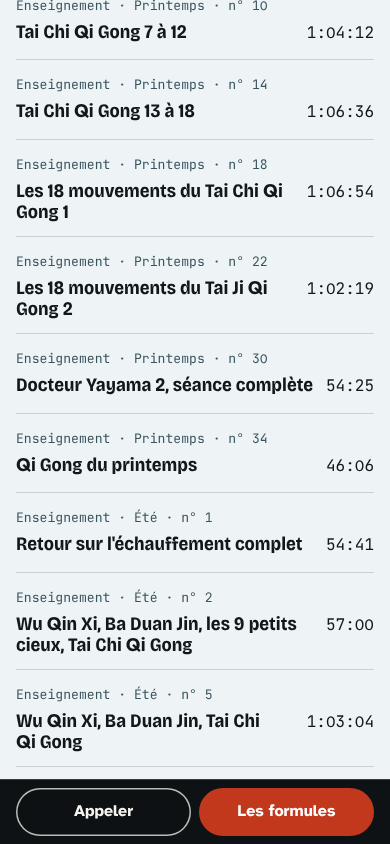 Enseignement · Printemps · n° 10
Tai Chi Qi Gong 7 à 12 1:04:12
Enseignement · Printemps · n° 14
Tai Chi Qi Gong 13 à 18 1:06:36
Enseignement · Printemps · n° 18
Les 18 mouvements du Tai Chi Qi 1:06:54
Gong 1
Enseignement · Printemps · n° 22
Les 18 mouvements du Tai Ji Qi 1:02:19
Gong 2
Enseignement · Printemps · n° 30
Docteur Yayama 2, séance complète 54:25
Enseignement · Printemps · n° 34
Qi Gong du printemps 46:06
Enseignement · Été · n° 1
Retour sur l'échauffement complet 54:41
Enseignement · Été · n° 2
Wu Qin Xi, Ba Duan Jin, les 9 petits 57:00
cieux, Tai Chi Qi Gong
Enseignement · Été · n° 5
Wu Qin Xi, Ba Duan Jin, Tai Chi 1:03:04
Qi Gong
Appeler Les formules